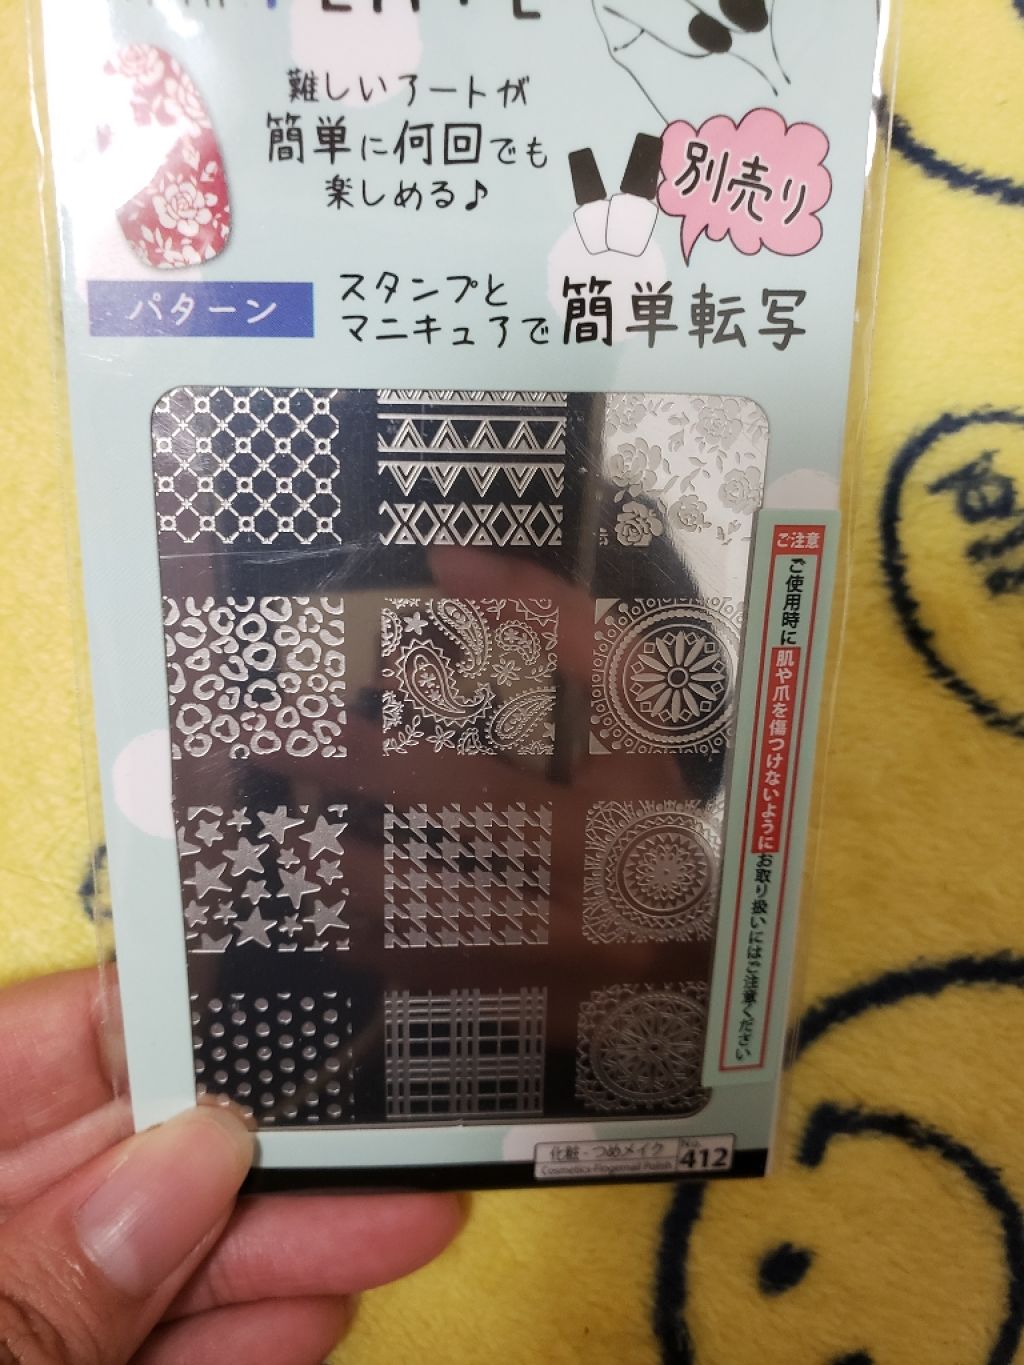 難しいアートが
簡単に何回でも
楽しめる♪
別売り
パターン
スタンプと
マニキュアで簡単転写
ご注意
ご使用時に肌や爪を傷つけないようにお取り扱いにはご注意ください
化粧-つめメイク
Cosmetics-Fingernail Polish
No.
412